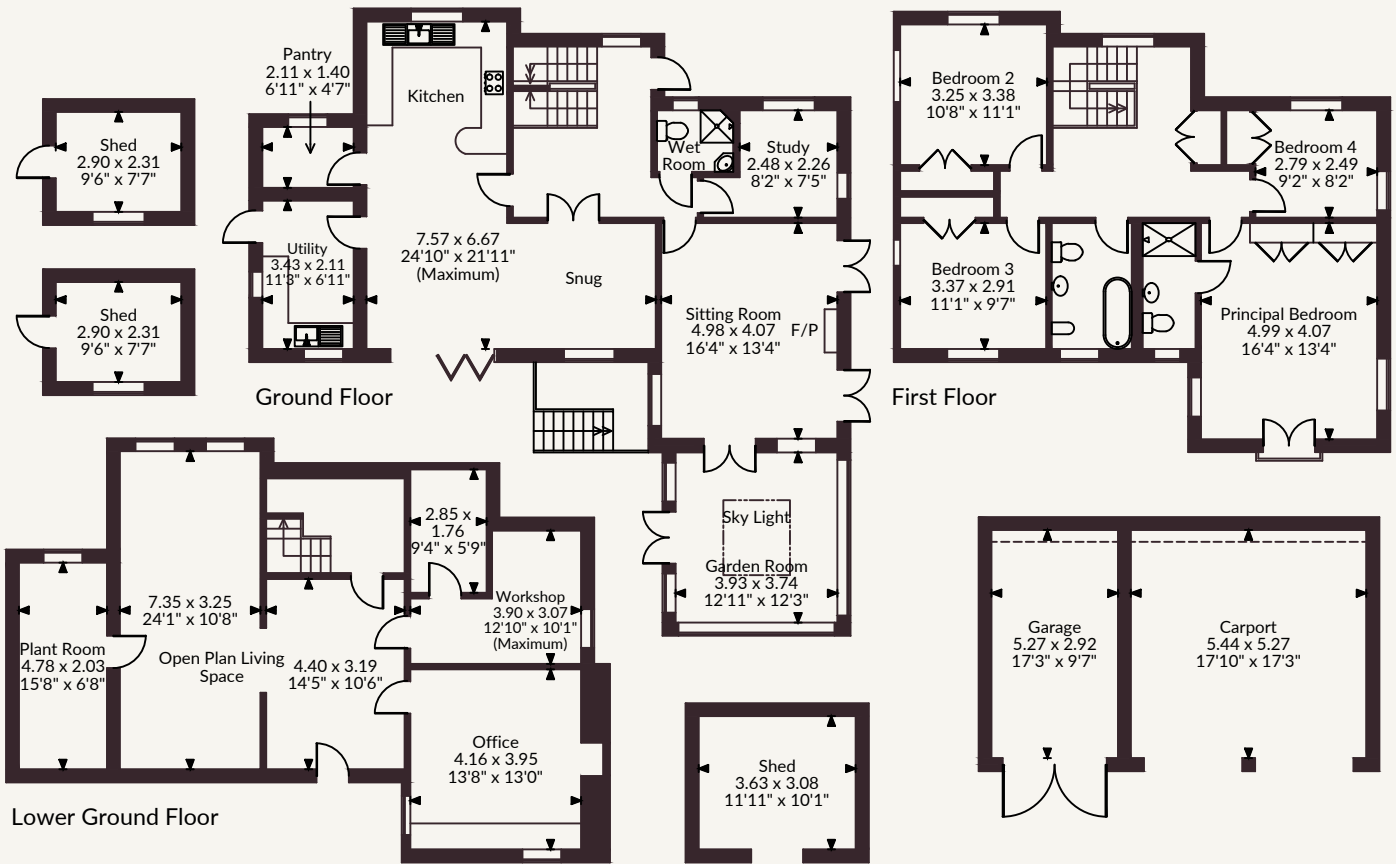 Pantry
2.11 x 1.40
6'11" x 4'7"
Kitchen
Shed
2.90 x 2.31
9'6" x 7'7"
Wet
Room
Study
2.48 x 2.26
8'2" x 7'5"
Utility
3.43 x 2.11
11'3" x 6'11"
7.57 x 6.67
24'10" x 21'11"
(Maximum)
Snug
Shed
2.90 x 2.31
9'6" x 7'7"
Sitting Room
4.98 x 4.07
16'4" x 13'4"
F/P
Ground Floor
Sky Light
Garden Room
3.93 x 3.74
12'11" x 12'3"
Bedroom 2
3.25 x 3.38
10'8" x 11'1"
Bedroom 4
2.79 x 2.49
9'2" x 8'2"
Bedroom 3
3.37 x 2.91
11'1" x 9'7"
Principal Bedroom
4.99 x 4.07
16'4" x 13'4"
First Floor
2.85 x
1.76
9'4" x 5'9"
7.35 x 3.25
24'1" x 10'8"
Workshop
3.90 x 3.07
12'10" x 10'1"
(Maximum)
Plant Room
4.78 x 2.03
15'8" x 6'8"
Open Plan Living
Space
4.40 x 3.19
14'5" x 10'6"
Office
4.16 x 3.95
13'8" x 13'0"
Lower Ground Floor
Shed
3.63 x 3.08
11'11" x 10'1"
Garage
5.27 x 2.92
17'3" x 9'7"
Carport
5.44 x 5.27
17'10" x 17'3"